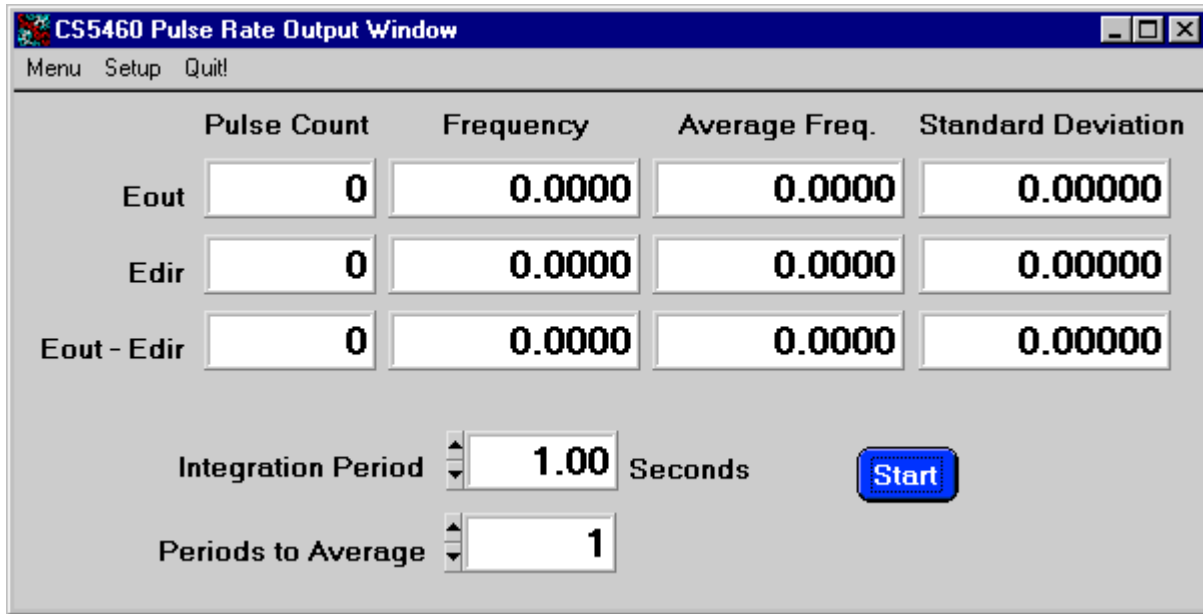 CS5460 Pulse Rate Output Window
Menu Setup Quit!
Pulse Count Frequency Average Freq. Standard Deviation
Eout 0 0.0000 0.0000 0.00000
Edir 0 0.0000 0.0000 0.00000
Eout - Edir 0 0.0000 0.0000 0.00000
Integration Period 1.00 Seconds Start
Periods to Average 1